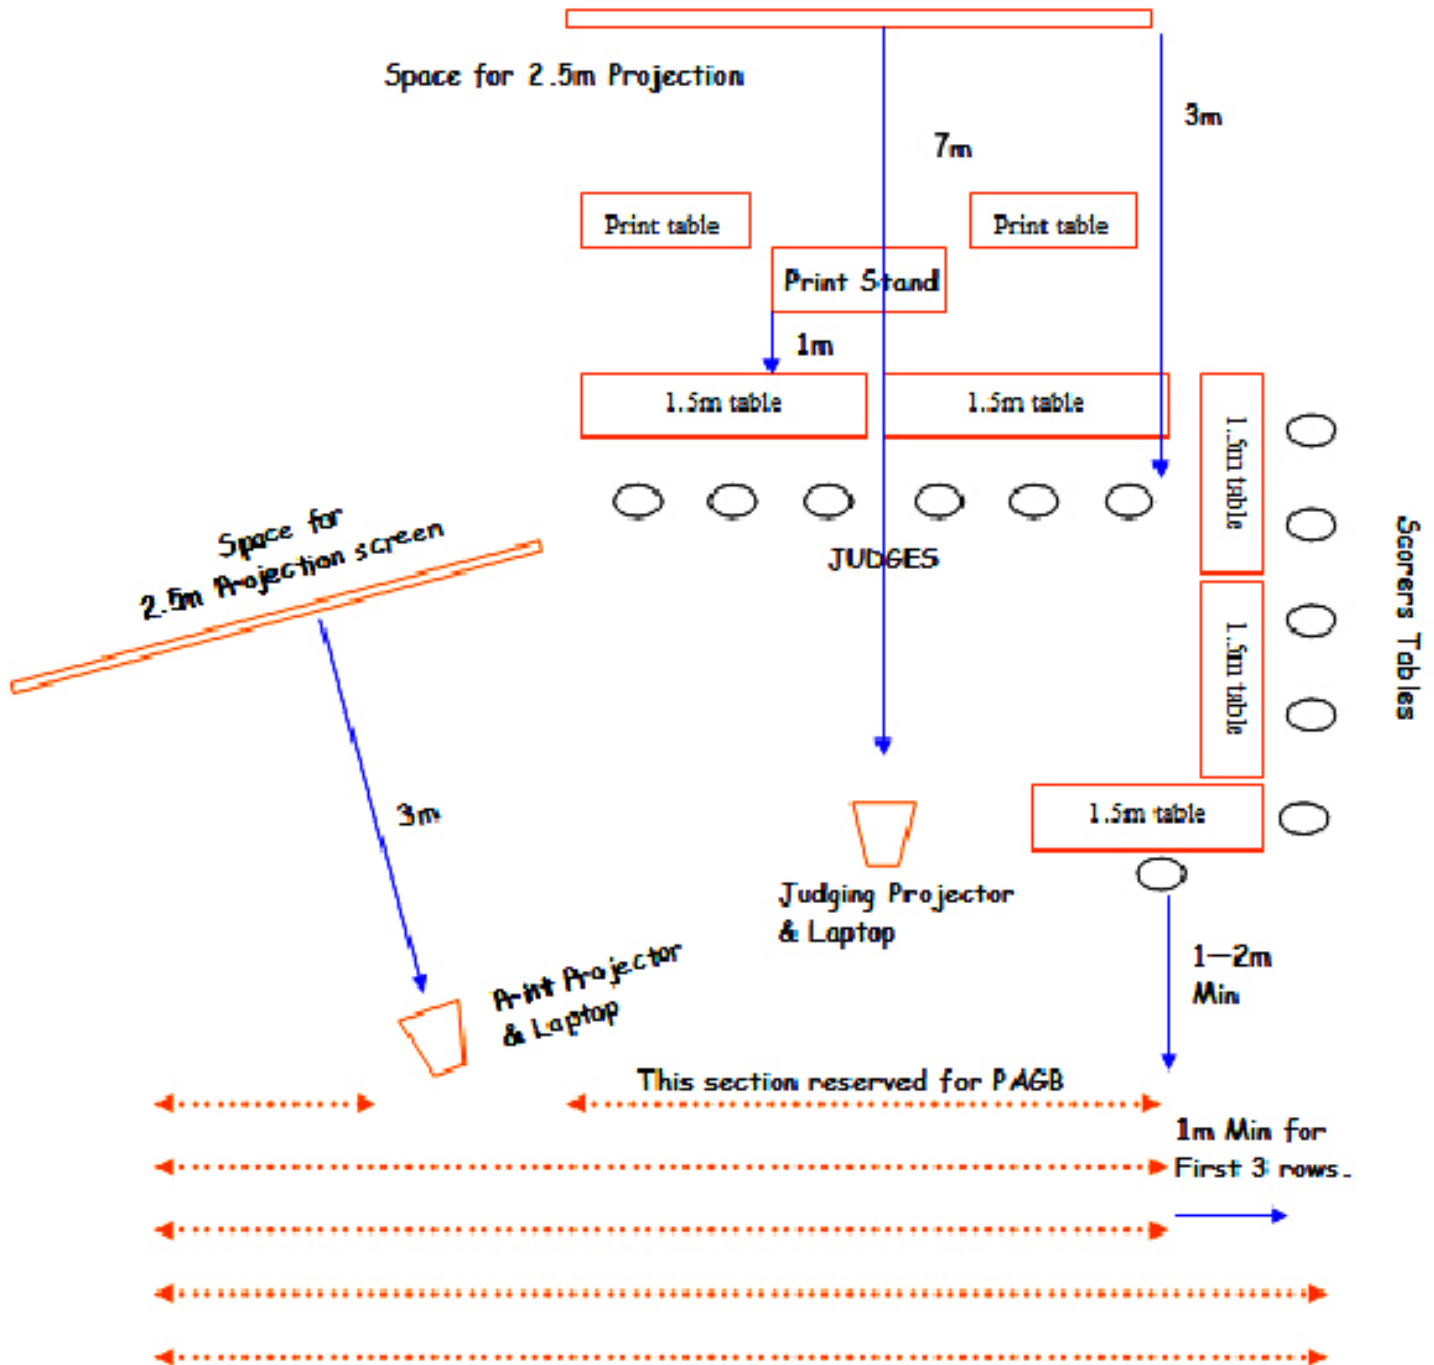 Space for 2.5m Projection
3m
7m
Print table
Print table
Print Stand
1m
1.5m table
1.5m table
1.5m table
Space for
2.5m Projection screen
JUDGES
Scorers Tables
1.5m table
3m
1.5m table
Judging Projector
& Laptop
Print Projector
& Laptop
1-2m
Min
This section reserved for PAGB
1m Min for
First 3 rows.